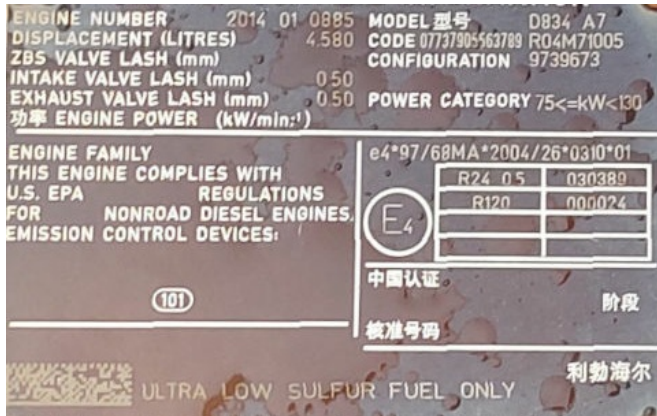 ENGINE NUMBER 2014 01 0885
DISPLACEMENT (LITRES) 4.580
ZBS VALVE LASH (mm)
INTAKE VALVE LASH (mm) 0.50
EXHAUST VALVE LASH (mm) 0.50
功率 ENGINE POWER (kW/min-¹)
MODEL 型号 D834 A7
CODE 07737905563789 R04M71005
CONFIGURATION 9739673
POWER CATEGORY 75<=kW<130
ENGINE FAMILY
THIS ENGINE COMPLIES WITH
U.S. EPA REGULATIONS
FOR NONROAD DIESEL ENGINES.
EMISSION CONTROL DEVICES:
101
e4*97/68MA*2004/26*0310*01
E4
R24 05 030389
R120 000024
中国认证
阶段
核准号码
利勃海尔
ULTRA LOW SULFUR FUEL ONLY